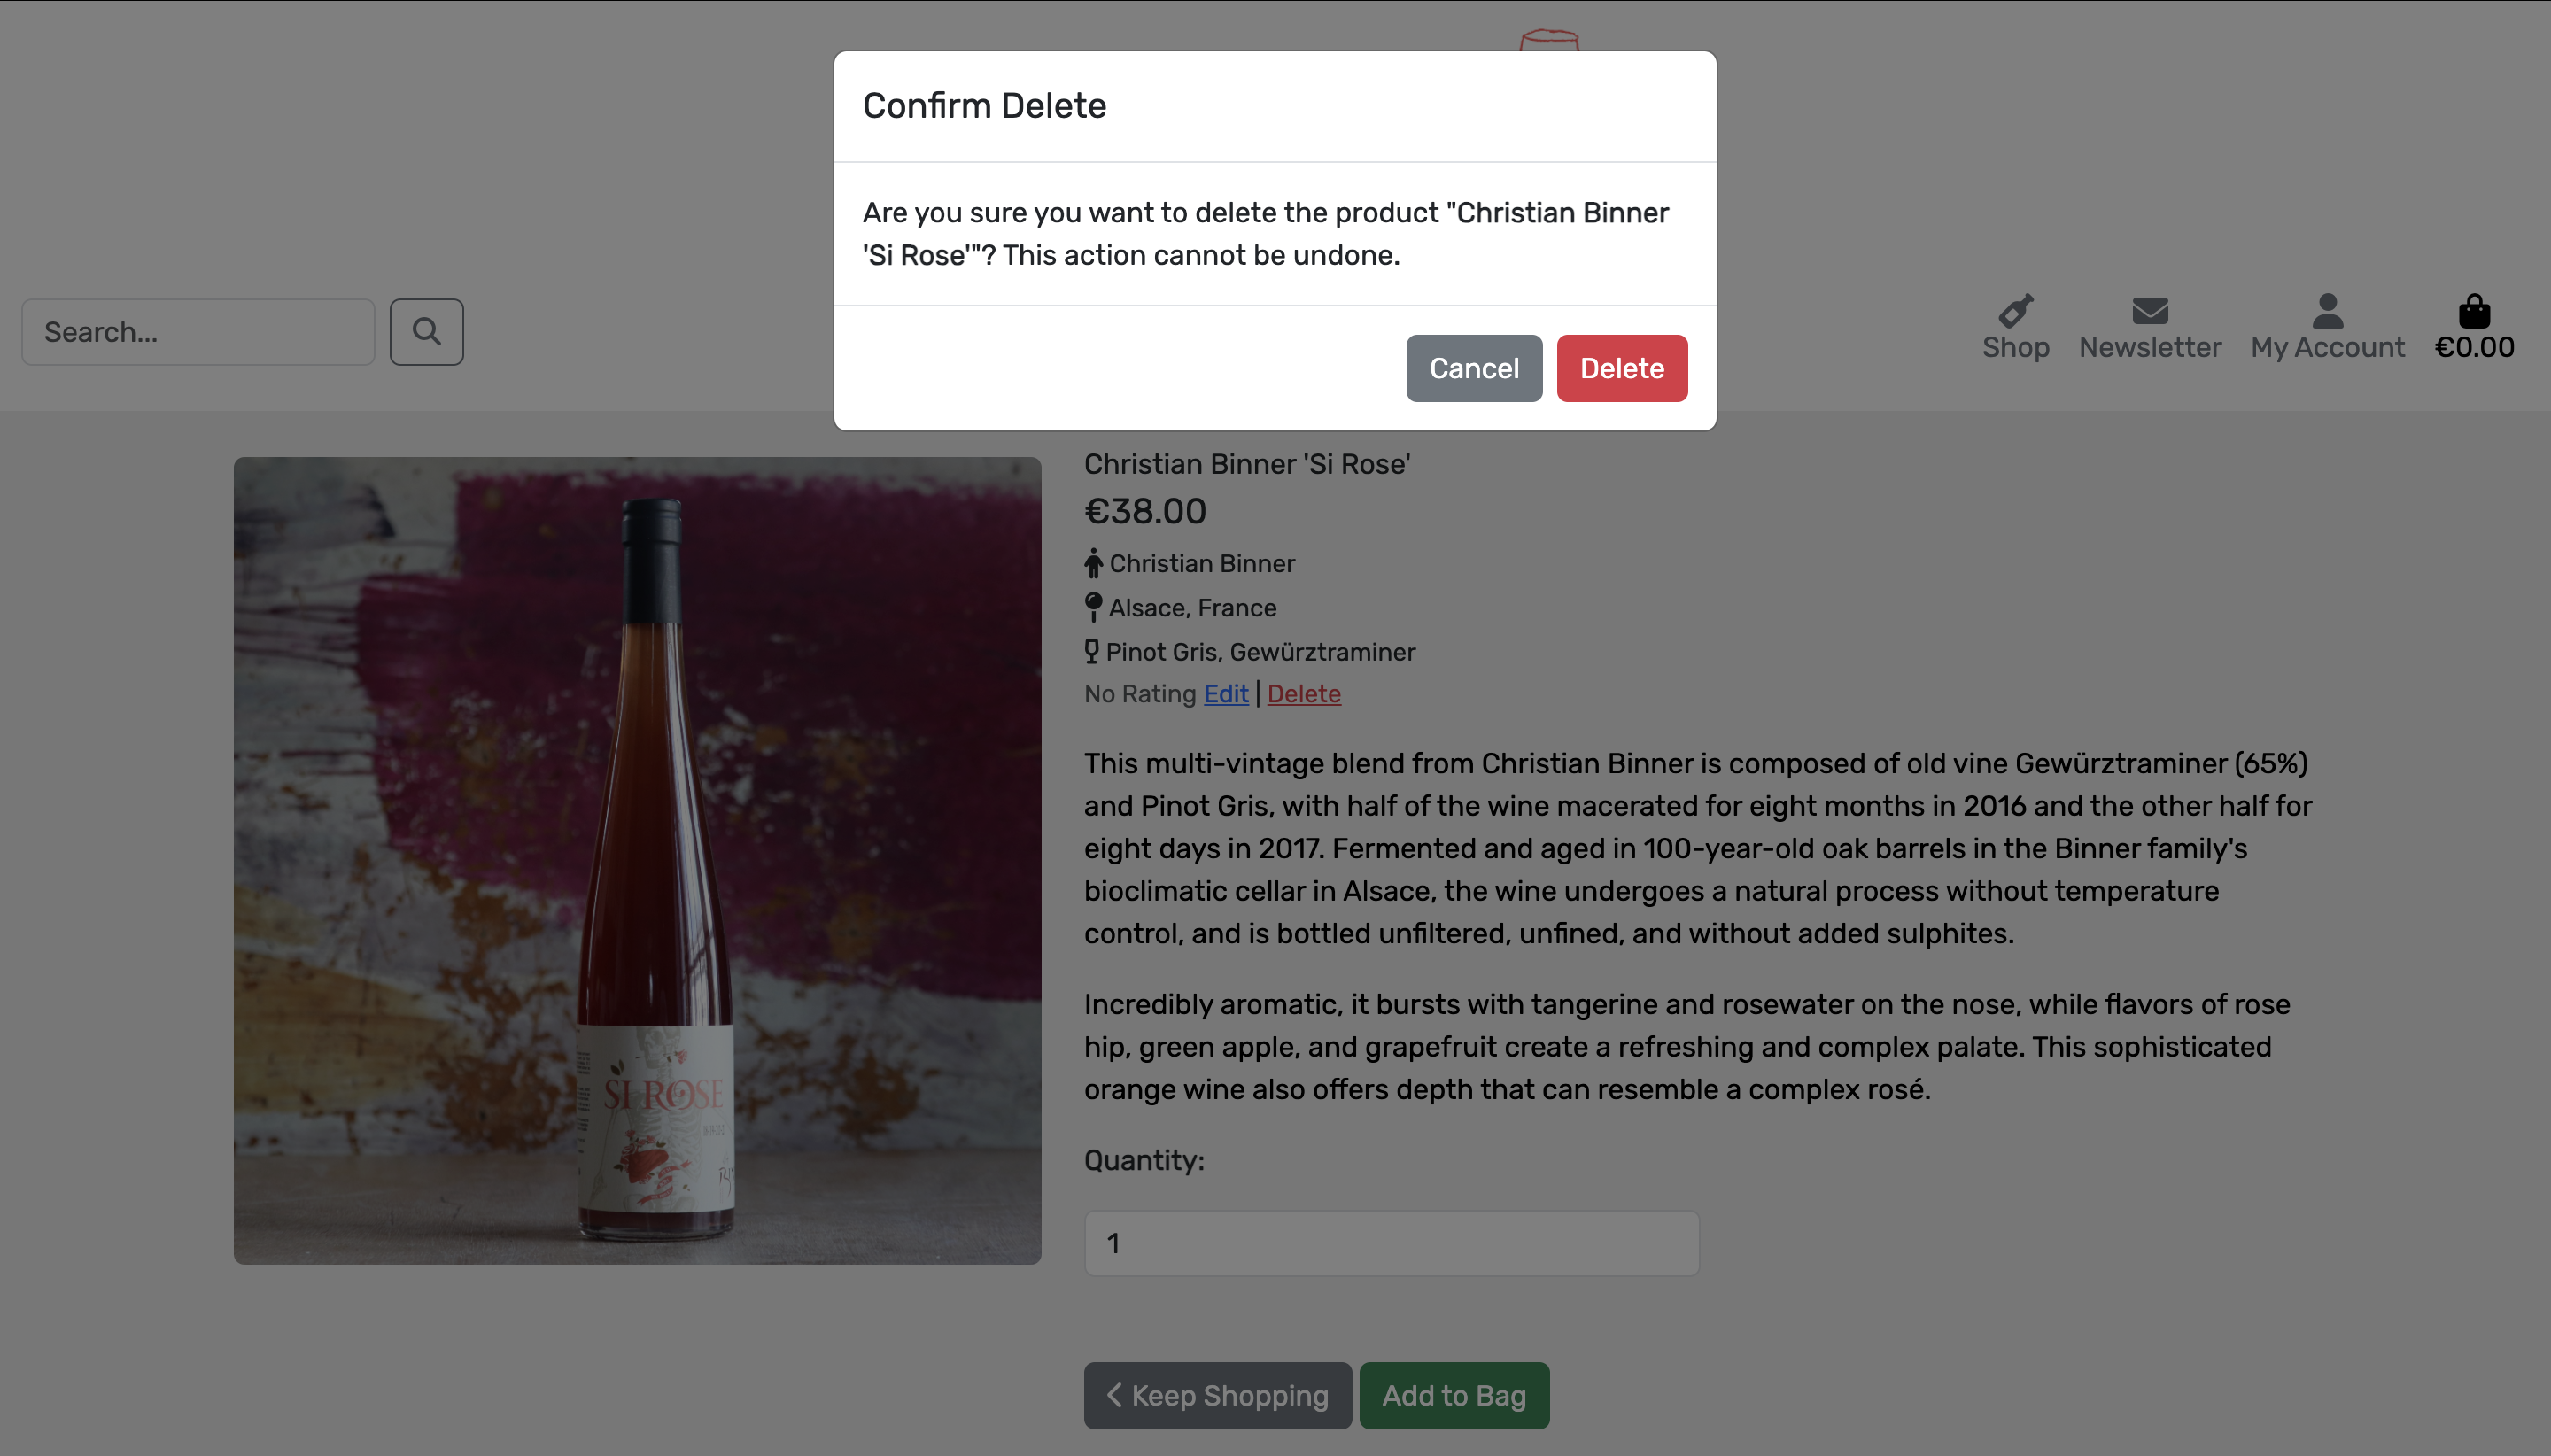 Confirm Delete
Are you sure you want to delete the product "Christian Binner
'Si Rose'"? This action cannot be undone.
Cancel
Delete
Search...
Shop
Newsletter
My Account
€0.00
Christian Binner 'Si Rose'
€38.00
Christian Binner
Alsace, France
Pinot Gris, Gewürztraminer
No Rating Edit | Delete
This multi-vintage blend from Christian Binner is composed of old vine Gewürztraminer (65%)
and Pinot Gris, with half of the wine macerated for eight months in 2016 and the other half for
eight days in 2017. Fermented and aged in 100-year-old oak barrels in the Binner family's
bioclimatic cellar in Alsace, the wine undergoes a natural process without temperature
control, and is bottled unfiltered, unfined, and without added sulphites.
Incredibly aromatic, it bursts with tangerine and rosewater on the nose, while flavors of rose
hip, green apple, and grapefruit create a refreshing and complex palate. This sophisticated
orange wine also offers depth that can resemble a complex rosé.
Quantity:
1
Keep Shopping
Add to Bag
SI ROSE